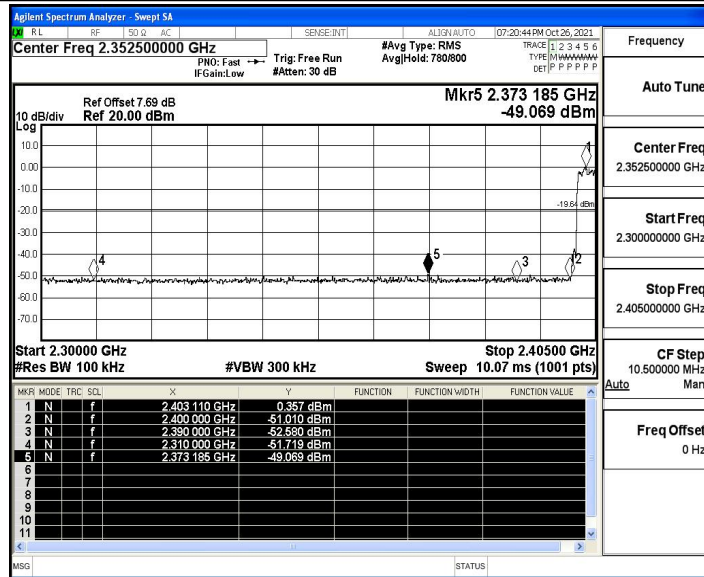 Agilent Spectrum Analyzer - Swept SA
RL RF 50 Ω AC SENSE:INT ALIGN AUTO 07:20:44 PM Oct 26, 2021
Center Freq 2.352500000 GHz
PNO: Fast
IFGain:Low
Trig: Free Run
#Atten: 30 dB
#Avg Type: RMS
Avg|Hold: 780/800
TRACE 1 2 3 4 5 6
TYPE M
DET P P P P P P
Ref Offset 7.69 dB
10 dB/div Ref 20.00 dBm
Log
Mkr5 2.373 185 GHz
-49.069 dBm
10.0
0.00
-10.0
-20.0
-30.0
-40.0
-50.0
-60.0
-70.0
1
-19.64 dBm
4
5
3
2
Start 2.30000 GHz Stop 2.40500 GHz
#Res BW 100 kHz #VBW 300 kHz Sweep 10.07 ms (1001 pts)
MKR MODE TRC SCL X Y FUNCTION FUNCTION WIDTH FUNCTION VALUE
1 N f 2.403 110 GHz 0.357 dBm
2 N f 2.400 000 GHz -51.010 dBm
3 N f 2.390 000 GHz -52.580 dBm
4 N f 2.310 000 GHz -51.719 dBm
5 N f 2.373 185 GHz -49.069 dBm
6
7
8
9
10
11
MSG STATUS
Frequency
Auto Tune
Center Freq
2.352500000 GHz
Start Freq
2.300000000 GHz
Stop Freq
2.405000000 GHz
CF Step
10.500000 MHz
Auto Man
Freq Offset
0 Hz